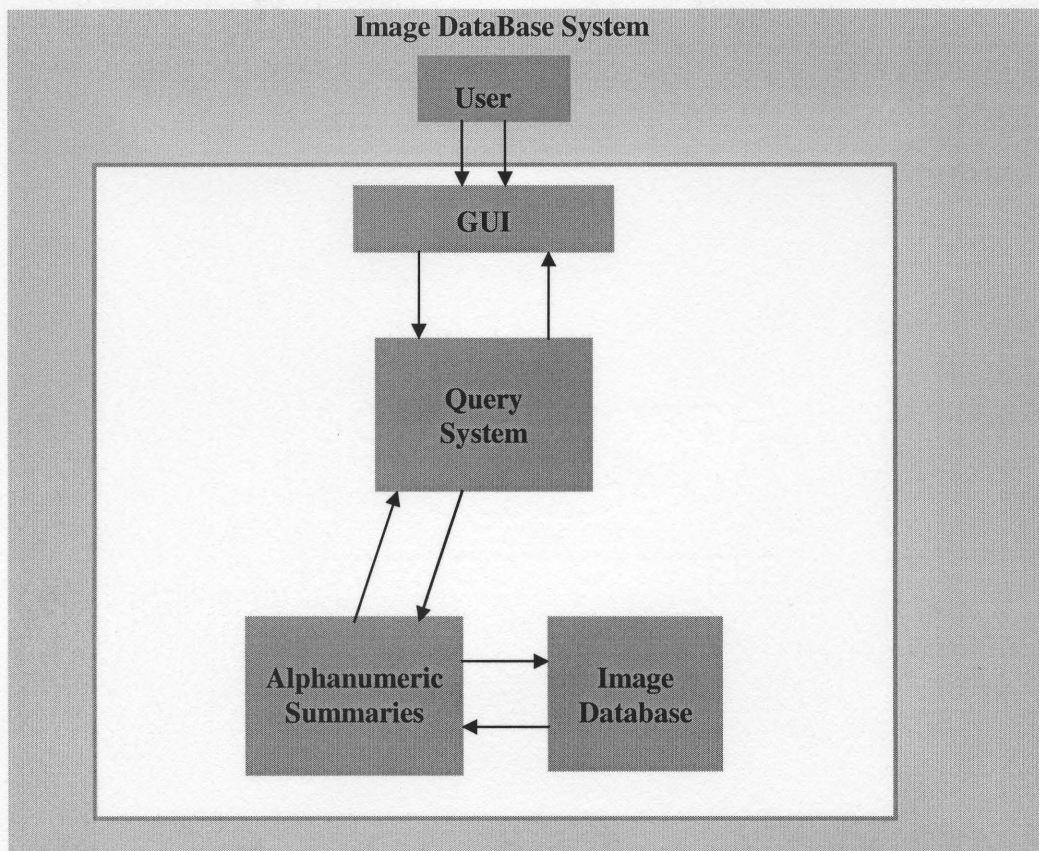 Image DataBase System
User
GUI
Query
System
Alphanumeric
Summaries
Image
Database